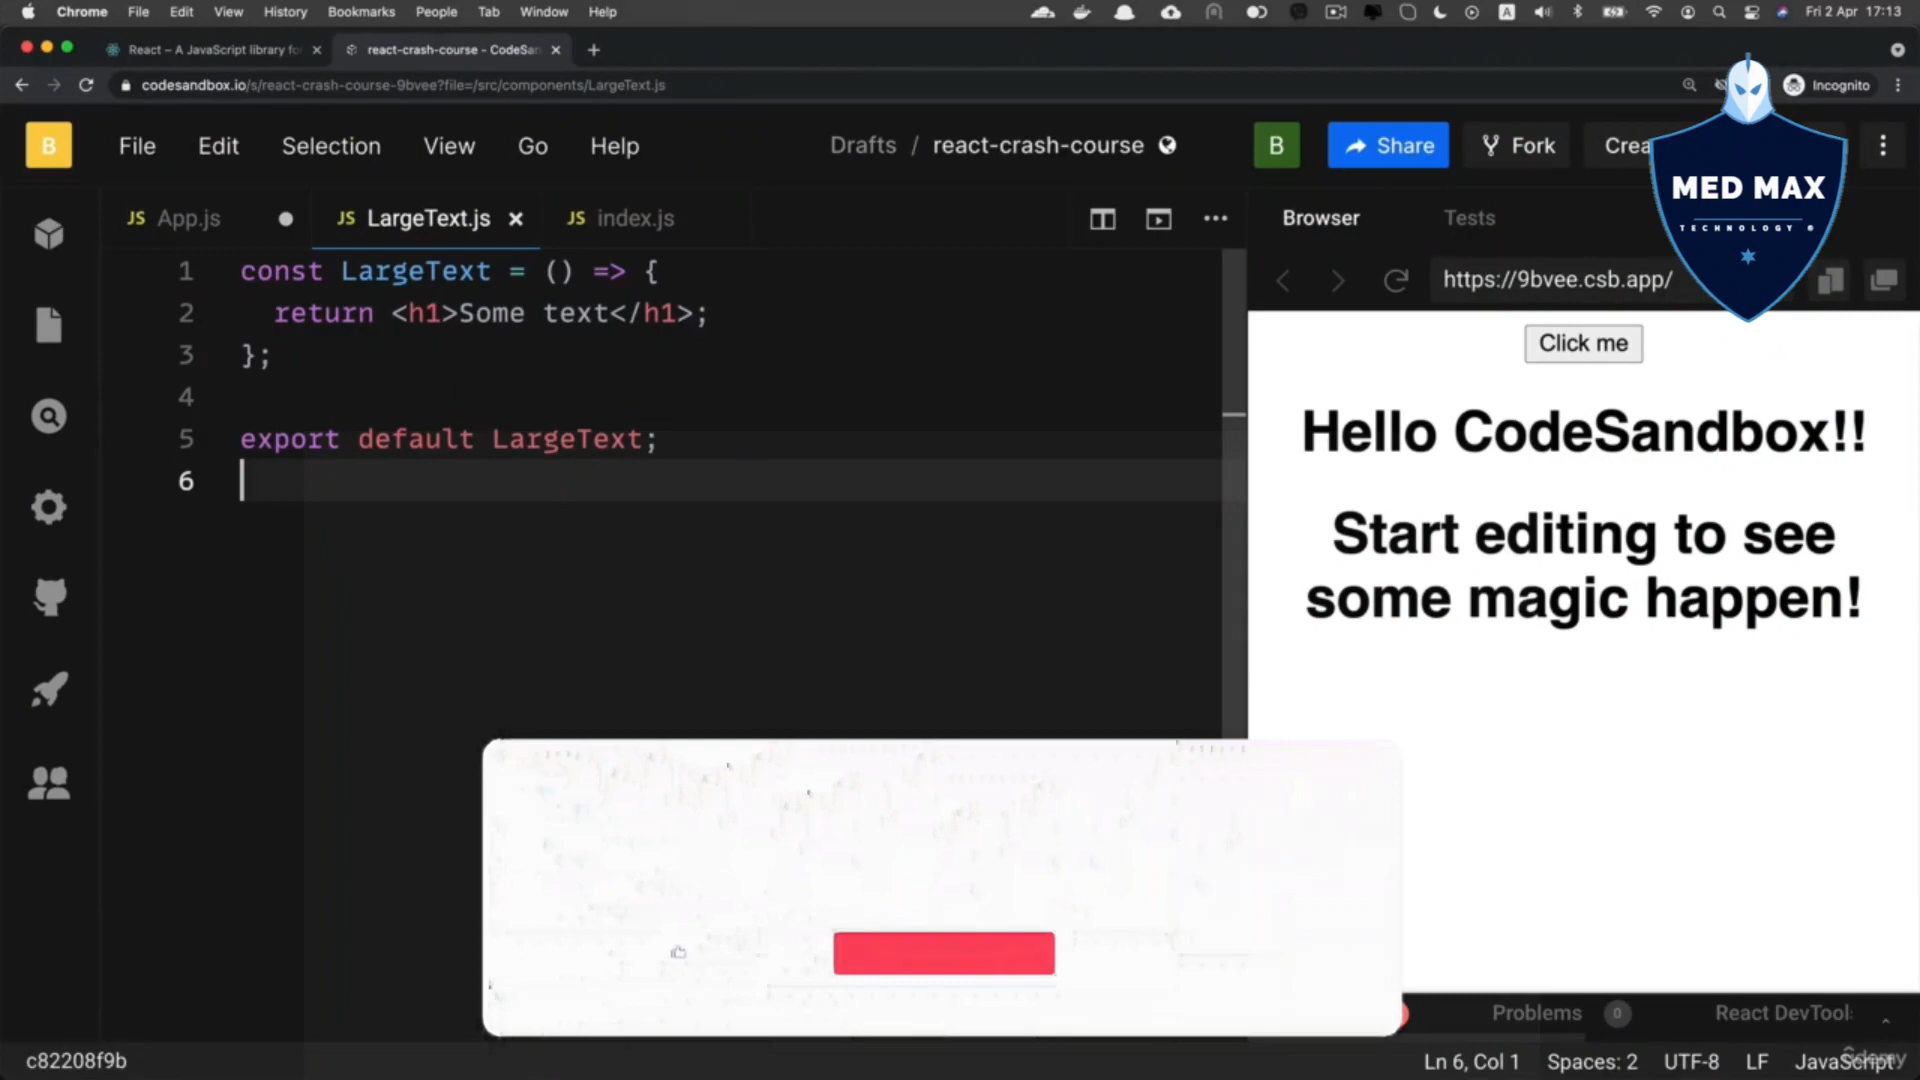 Chrome File Edit View History Bookmarks People Tab Window Help
Fri 2 Apr 17:13
React – A JavaScript library fo
react-crash-course - CodeSan
codesandbox.io/s/react-crash-course-9bvee?file=/src/components/LargeText.js
Incognito
B File Edit Selection View Go Help
Drafts / react-crash-course
B Share Fork Crea
MED MAX
TECHNOLOGY
JS App.js
JS LargeText.js
JS index.js
Browser Tests
https://9bvee.csb.app/
1 const LargeText = () => {
2 return <h1>Some text</h1>;
3 };
4
5 export default LargeText;
6
Click me
Hello CodeSandbox!!
Start editing to see
some magic happen!
Problems 0 React DevTool
c82208f9b
Ln 6, Col 1 Spaces: 2 UTF-8 LF JavaScript
ûdemy